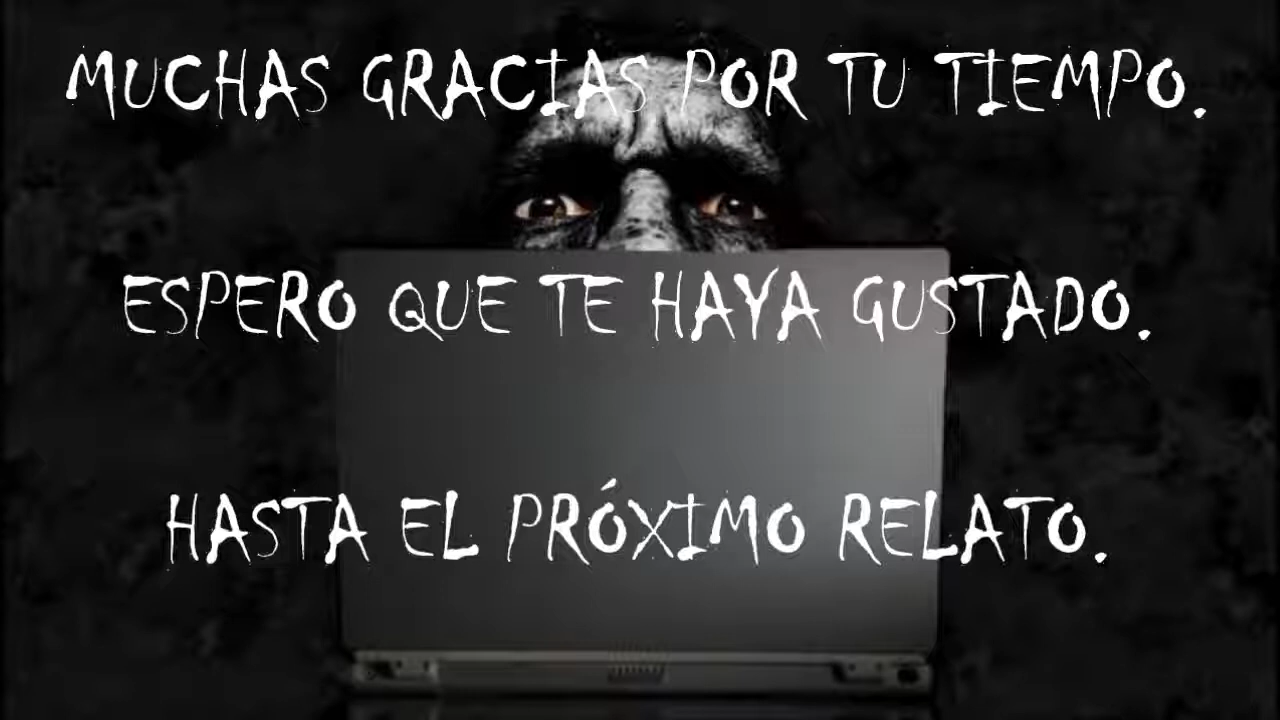 MUCHAS GRACIAS POR TU TIEMPO.
ESPERO QUE TE HAYA GUSTADO.
HASTA EL PRÓXIMO RELATO.